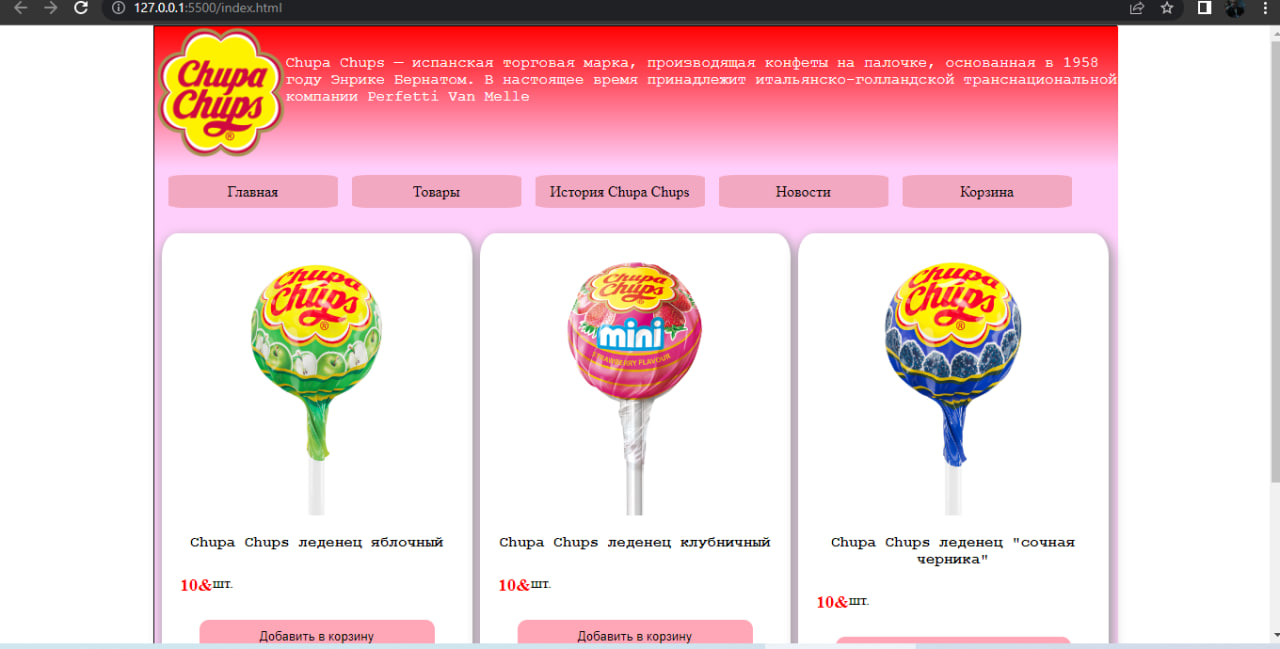 127.0.0.1:5500/index.html
Chupa
Chups
®
Chupa Chups — испанская торговая марка, производящая конфеты на палочке, основанная в 1958
году Энрике Бернатом. В настоящее время принадлежит итальянско-голландской транснациональной
компании Perfetti Van Melle
Главная
Товары
История Chupa Chups
Новости
Корзина
Chupa
Chups
®
Chupa
Chups
mini
STRAWBERRY FLAVOUR
Chupa
Chups
®
Chupa Chups леденец яблочный
Chupa Chups леденец клубничный
Chupa Chups леденец "сочная
черника"
10&шт.
10&шт.
10&шт.
Добавить в корзину
Добавить в корзину